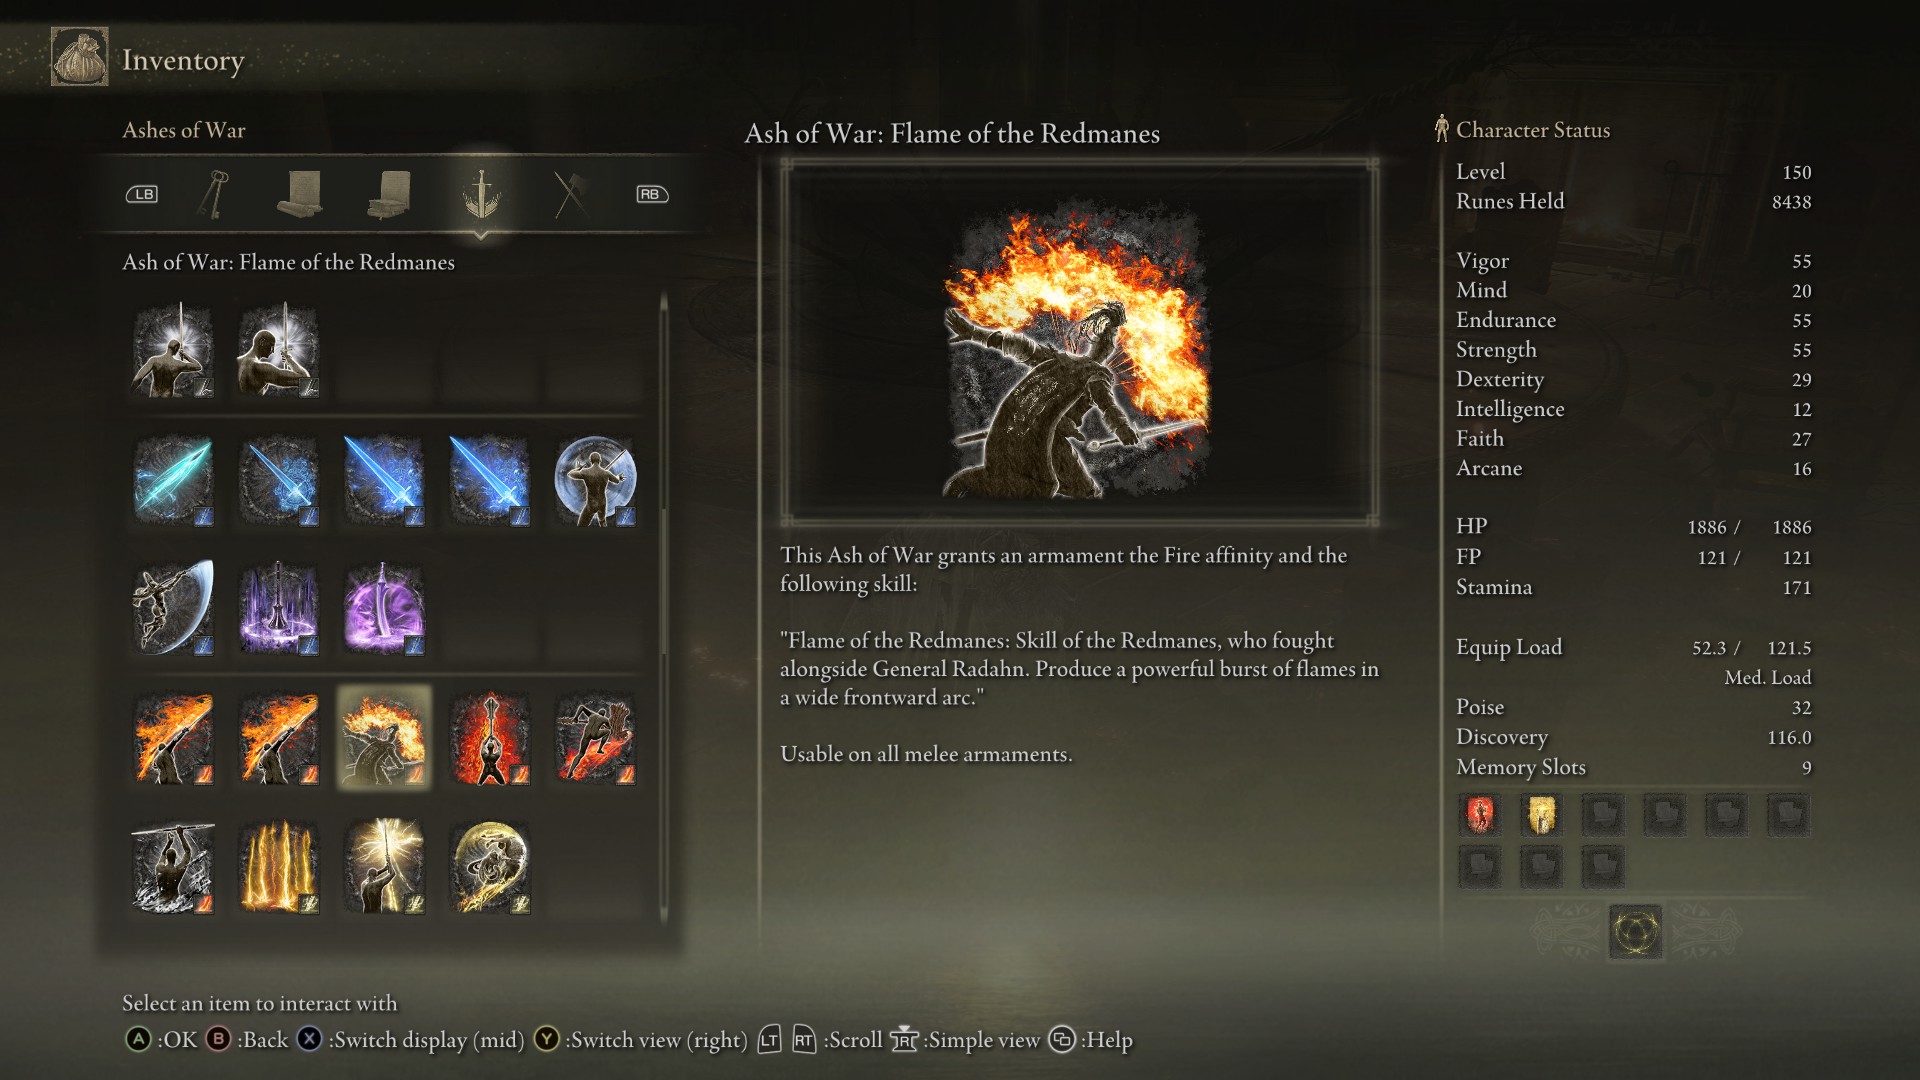 Inventory
Ashes of War
LB
RB
Ash of War: Flame of the Redmanes
Ash of War: Flame of the Redmanes
This Ash of War grants an armament the Fire affinity and the
following skill:
"Flame of the Redmanes: Skill of the Redmanes, who fought
alongside General Radahn. Produce a powerful burst of flames in
a wide frontward arc."
Usable on all melee armaments.
Character Status
Level 150
Runes Held 8438
Vigor 55
Mind 20
Endurance 55
Strength 55
Dexterity 29
Intelligence 12
Faith 27
Arcane 16
HP 1886 / 1886
FP 121 / 121
Stamina 171
Equip Load 52.3 / 121.5
Med. Load
Poise 32
Discovery 116.0
Memory Slots 9
Select an item to interact with
A :OK B :Back X :Switch display (mid) Y :Switch view (right) LT RT :Scroll R :Simple view :Help